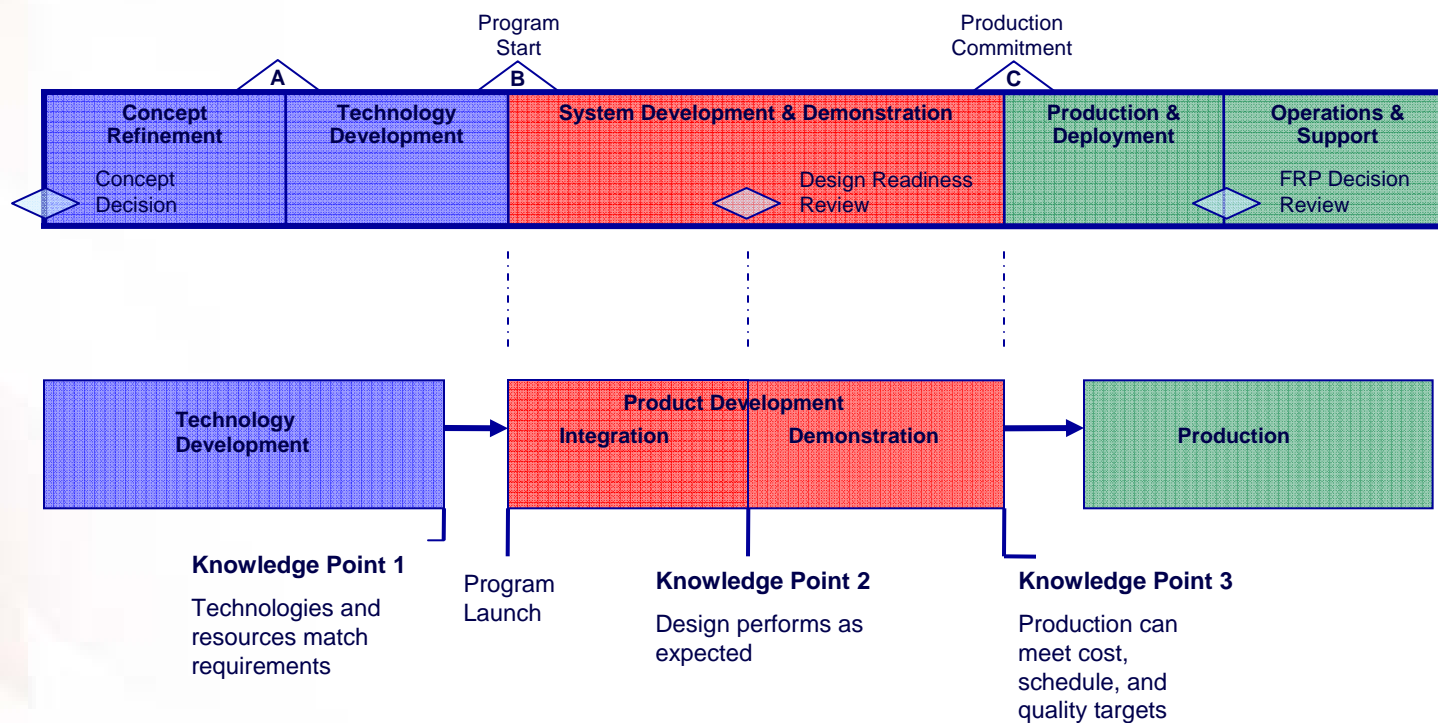 Program
Start
Production
Commitment
A
B
C
Concept
Refinement
Technology
Development
System Development & Demonstration
Production &
Deployment
Operations &
Support
Concept
Decision
Design Readiness
Review
FRP Decision
Review
Technology
Development
Product Development
Integration
Demonstration
Production
Knowledge Point 1
Technologies and
resources match
requirements
Program
Launch
Knowledge Point 2
Design performs as
expected
Knowledge Point 3
Production can
meet cost,
schedule, and
quality targets